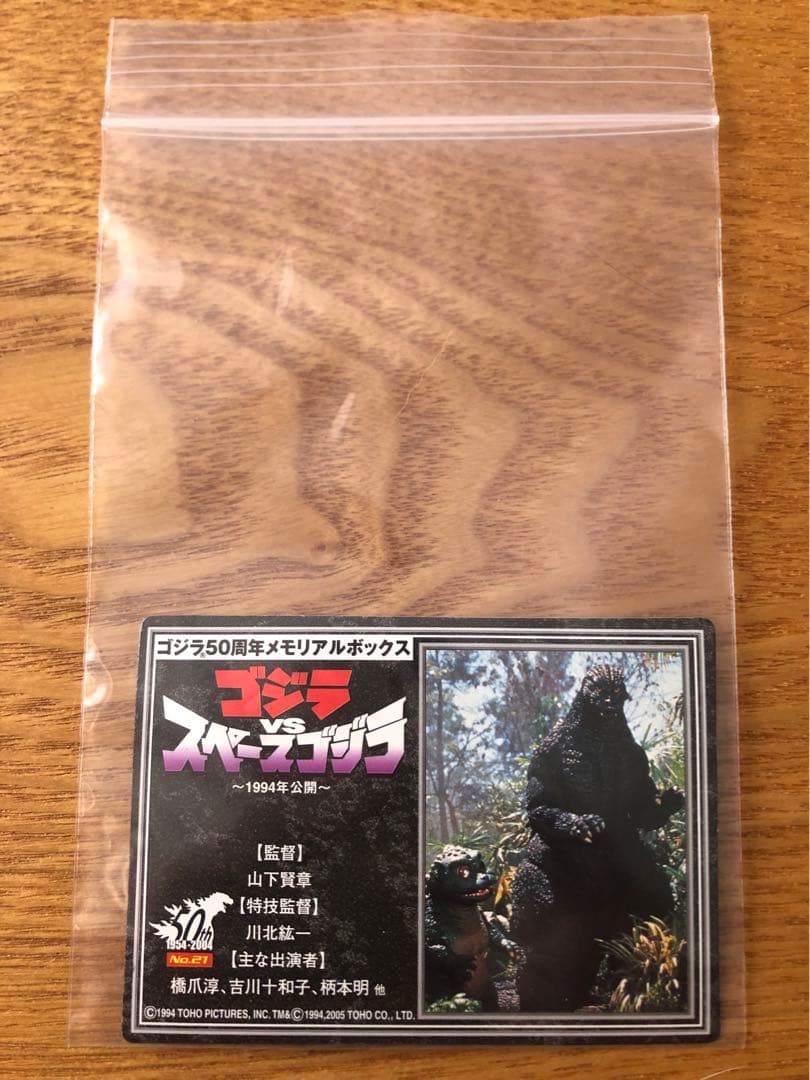 ゴジラ®50周年メモリアルボックス
ゴジラ
VS
スペースゴジラ
～1994年公開～
【監督】
山下賢章
【特技監督】
川北紘一
【主な出演者】
橋爪淳、吉川十和子、柄本明 他
50th
1954-2004
No.21
©1994 TOHO PICTURES, INC. TM&©1994,2005 TOHO CO., LTD.